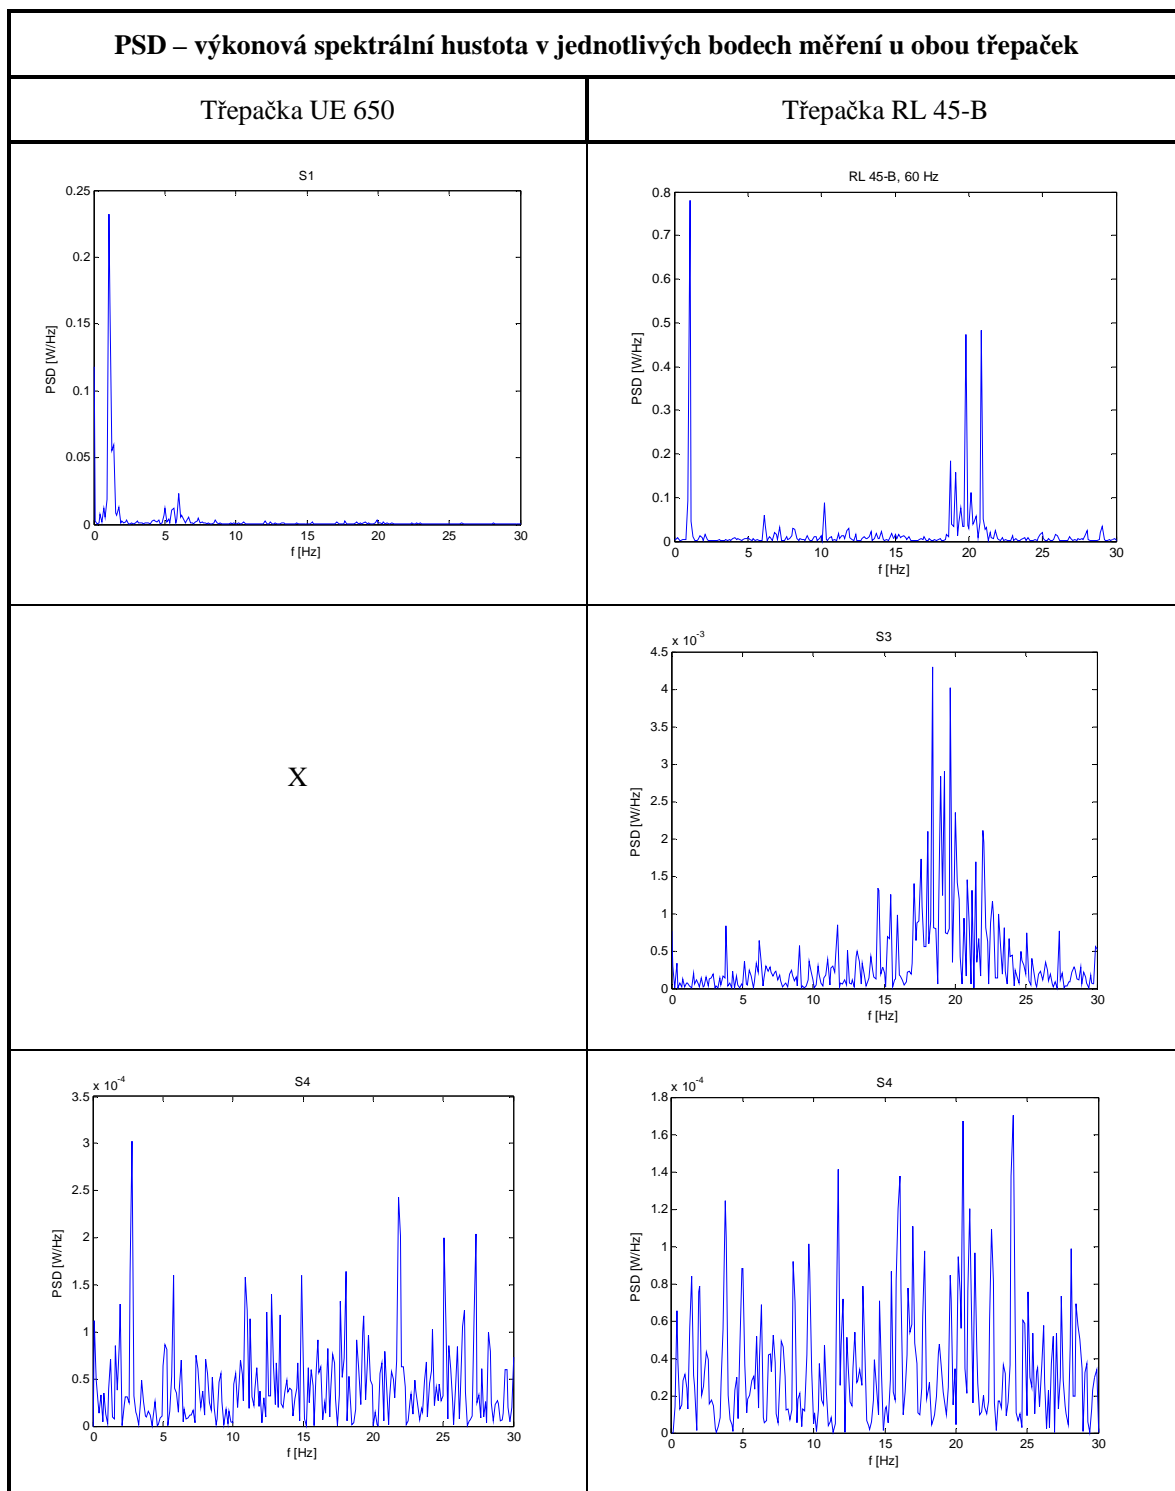 PSD – výkonová spektrální hustota v jednotlivých bodech měření u obou třepaček
Třepačka UE 650
Třepačka RL 45-B
S1
0.25
0.2
0.15
0.1
0.05
0
0 5 10 15 20 25 30
PSD [W/Hz]
f [Hz]
RL 45-B, 60 Hz
0.8
0.7
0.6
0.5
0.4
0.3
0.2
0.1
0
0 5 10 15 20 25 30
PSD [W/Hz]
f [Hz]
X
x 10-3
S3
4.5
4
3.5
3
2.5
2
1.5
1
0.5
0
0 5 10 15 20 25 30
PSD [W/Hz]
f [Hz]
x 10-4
S4
3.5
3
2.5
2
1.5
1
0.5
0
0 5 10 15 20 25 30
PSD [W/Hz]
f [Hz]
x 10-4
S4
1.8
1.6
1.4
1.2
1
0.8
0.6
0.4
0.2
0
0 5 10 15 20 25 30
PSD [W/Hz]
f [Hz]